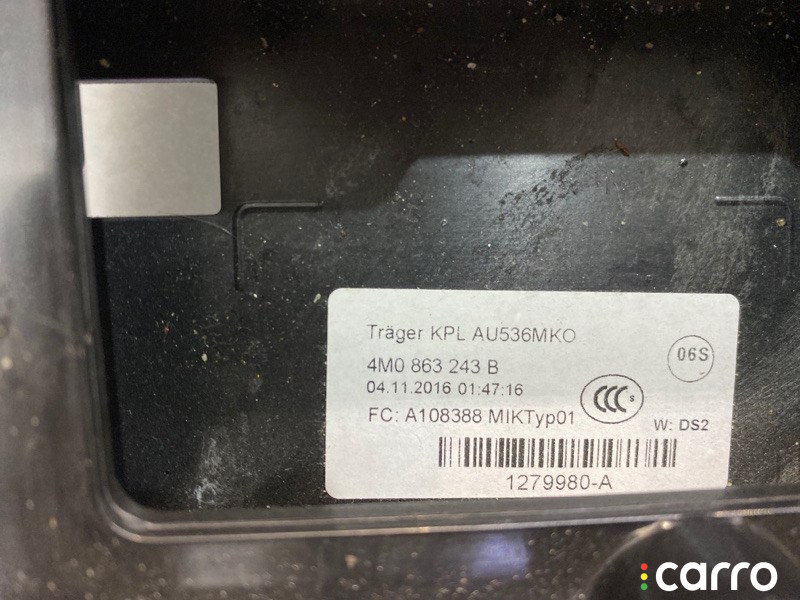 Träger KPL AU536MKO
06S
4M0 863 243 B
04.11.2016 01:47:16
CCC S
FC: A108388 MIKTyp01
W: DS2
1279980-A
carro